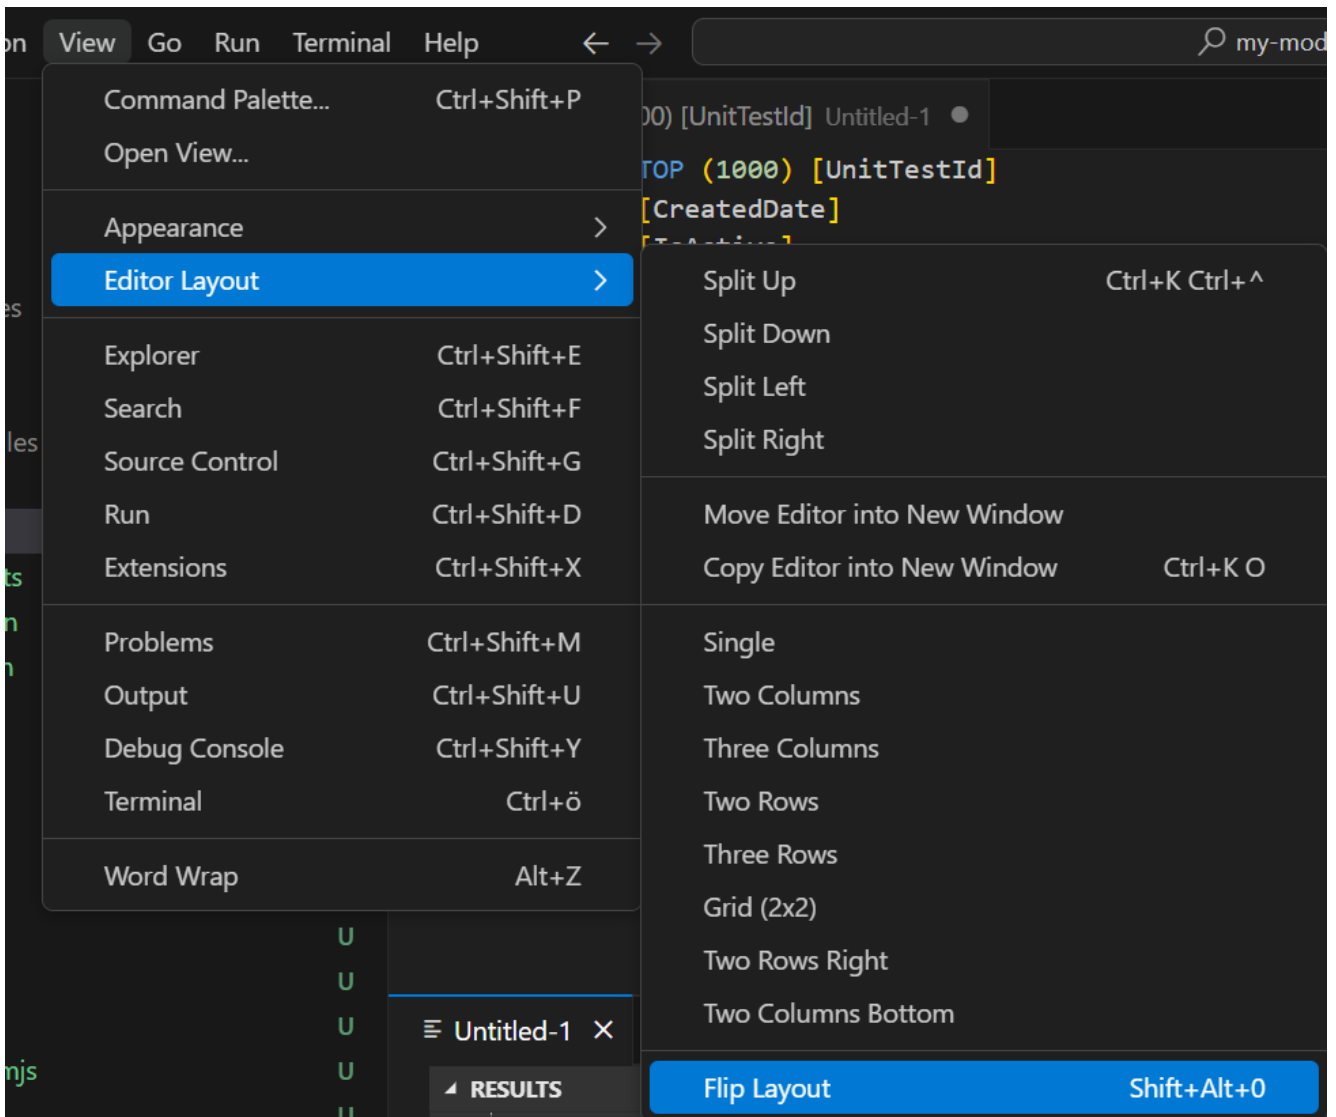 View Go Run Terminal Help
my-mod
Command Palette... Ctrl+Shift+P
Open View...
Appearance
Editor Layout
Explorer Ctrl+Shift+E
Search Ctrl+Shift+F
Source Control Ctrl+Shift+G
Run Ctrl+Shift+D
Extensions Ctrl+Shift+X
Problems Ctrl+Shift+M
Output Ctrl+Shift+U
Debug Console Ctrl+Shift+Y
Terminal Ctrl+ö
Word Wrap Alt+Z
00) [UnitTestId] Untitled-1
TOP (1000) [UnitTestId]
[CreatedDate]
[IsActive]
Split Up Ctrl+K Ctrl+^
Split Down
Split Left
Split Right
Move Editor into New Window
Copy Editor into New Window Ctrl+K O
Single
Two Columns
Three Columns
Two Rows
Three Rows
Grid (2x2)
Two Rows Right
Two Columns Bottom
Flip Layout Shift+Alt+0
es
les
ts
n
mjs
U
U
U
U
U
Untitled-1
RESULTS